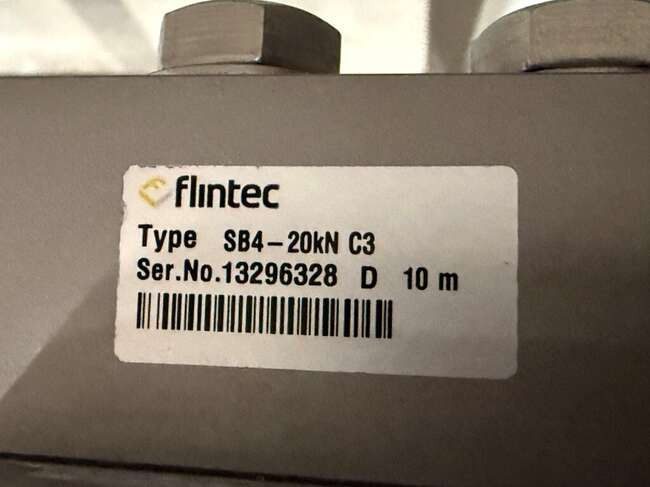 flintec
Type SB4-20kN C3
Ser.No.13296328 D 10 m